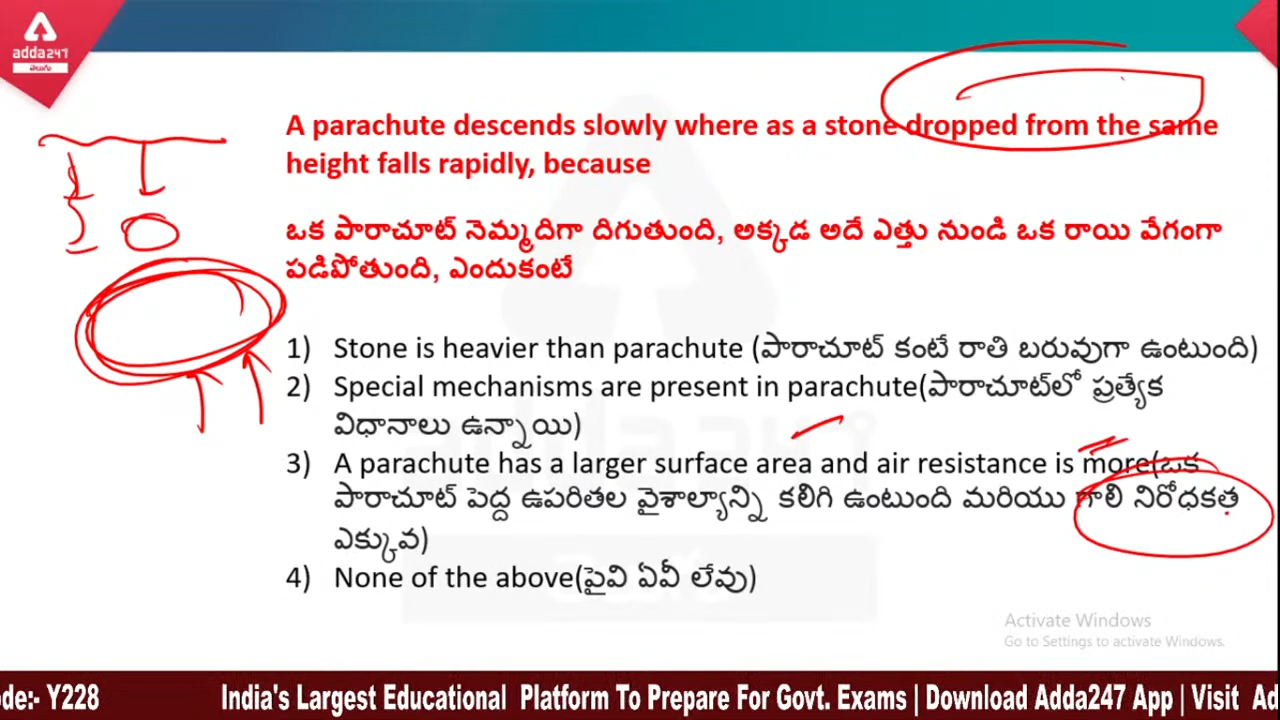 adda247
తెలుగు
A parachute descends slowly where as a stone dropped from the same
height falls rapidly, because
ఒక పారాచూట్ నెమ్మదిగా దిగుతుంది, అక్కడ అదే ఎత్తు నుండి ఒక రాయి వేగంగా
పడిపోతుంది, ఎందుకంటే
1) Stone is heavier than parachute (పారాచూట్ కంటే రాతి బరువుగా ఉంటుంది)
2) Special mechanisms are present in parachute(పారాచూట్‌లో ప్రత్యేక
విధానాలు ఉన్నాయి)
3) A parachute has a larger surface area and air resistance is more(ఒక
పారాచూట్ పెద్ద ఉపరితల వైశాల్యాన్ని కలిగి ఉంటుంది మరియు గాలి నిరోధకత
ఎక్కువ)
4) None of the above(పైవి ఏవీ లేవు)
Activate Windows
Go to Settings to activate Windows.
de:- Y228 India's Largest Educational Platform To Prepare For Govt. Exams | Download Adda247 App | Visit Ad